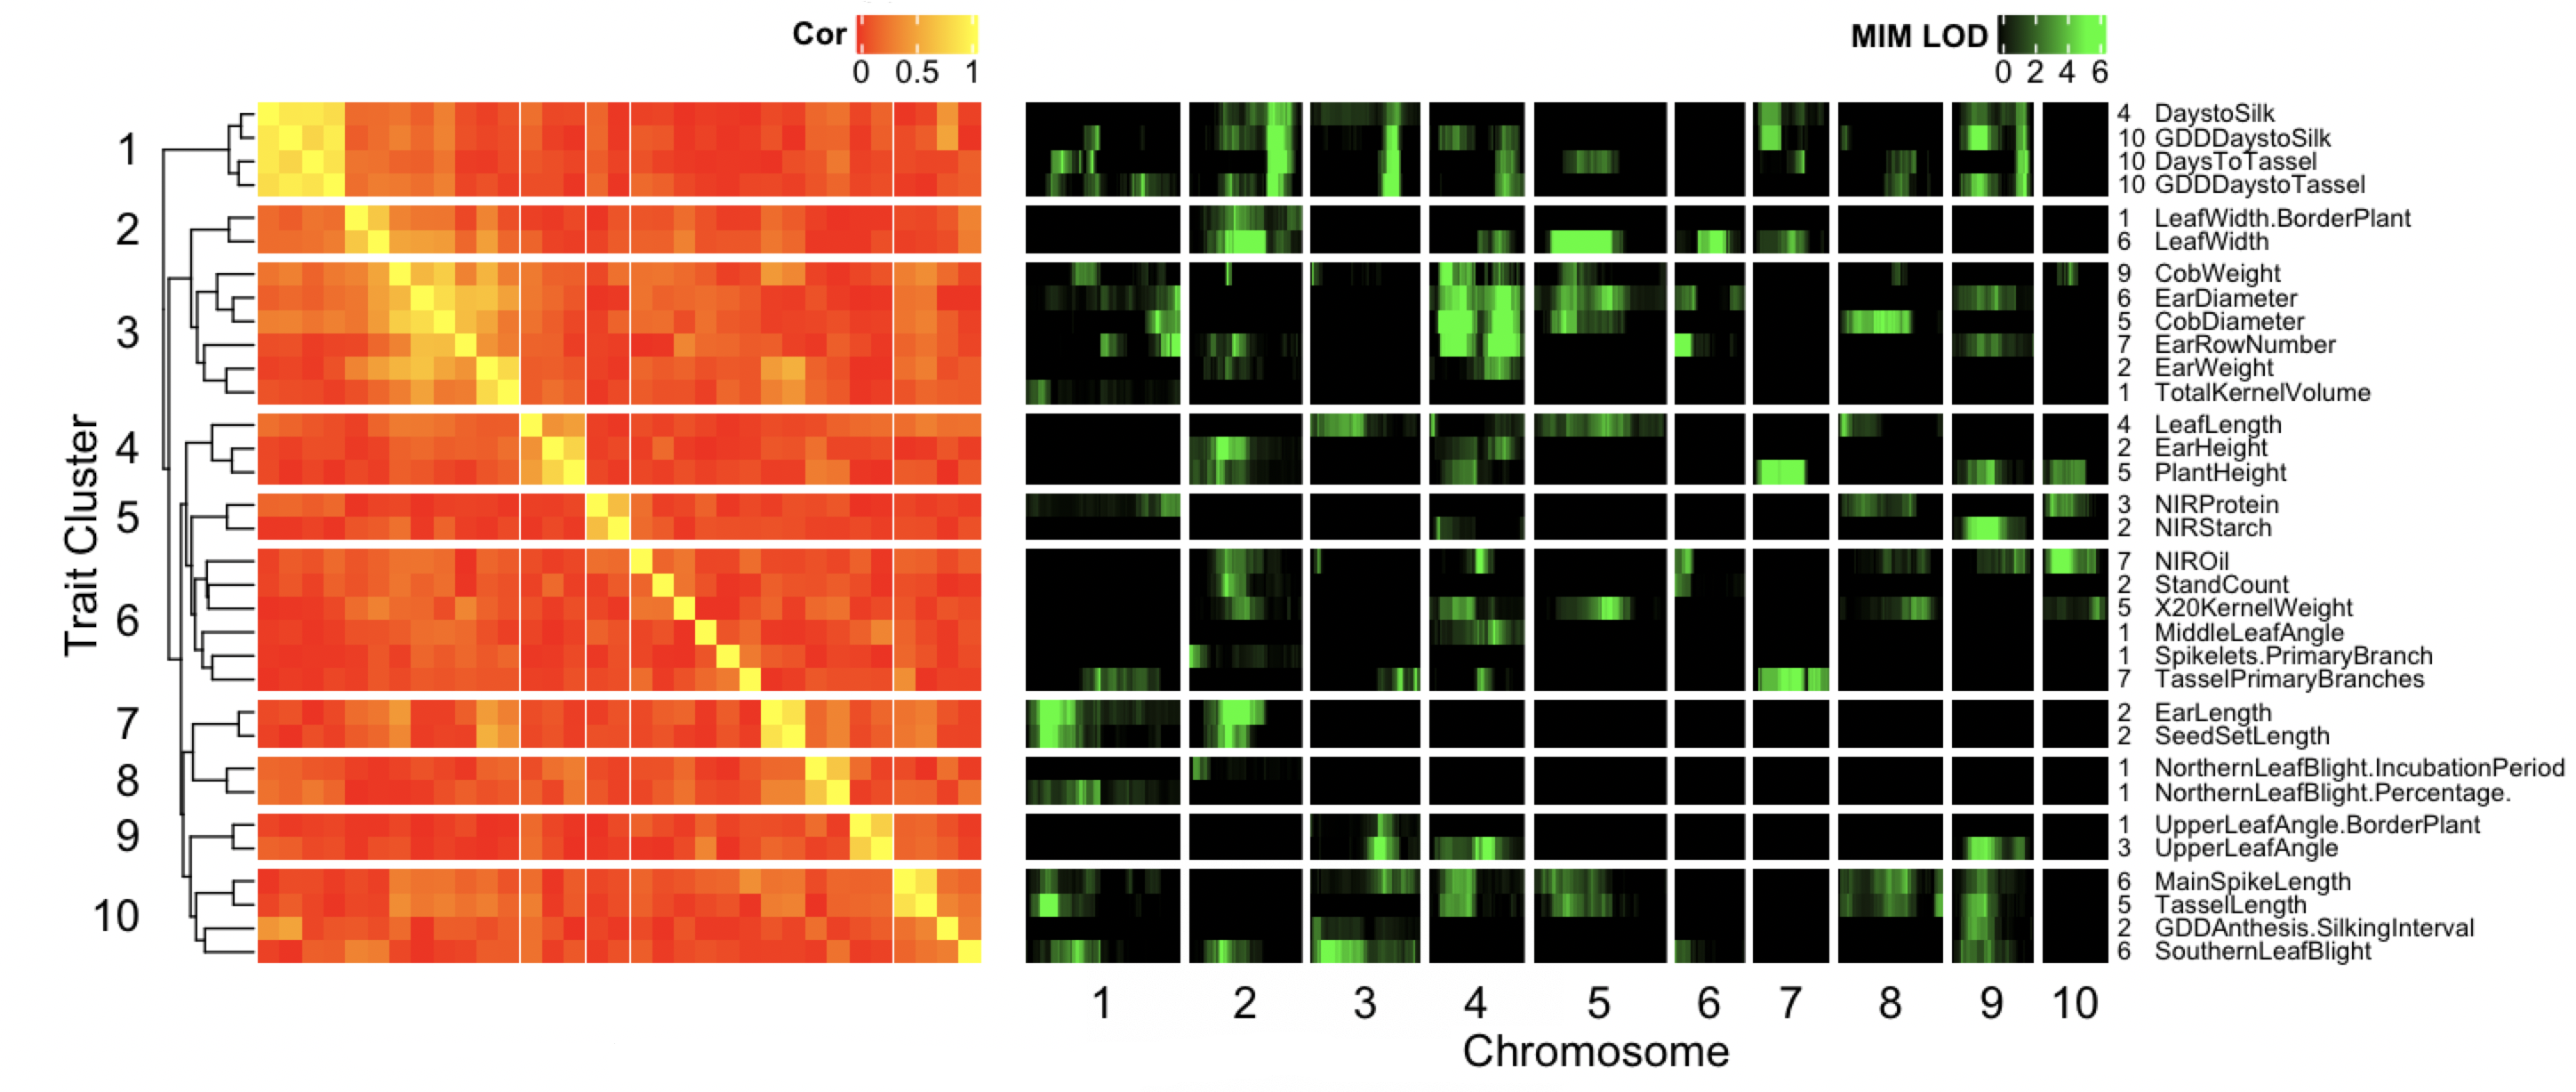 Cor
0 0.5 1
MIM LOD
0 2 4 6
Trait Cluster
1
2
3
4
5
6
7
8
9
10
4 DaystoSilk
10 GDDDaystoSilk
10 DaysToTassel
10 GDDDaystoTassel
1 LeafWidth.BorderPlant
6 LeafWidth
9 CobWeight
6 EarDiameter
5 CobDiameter
7 EarRowNumber
2 EarWeight
1 TotalKernelVolume
4 LeafLength
2 EarHeight
5 PlantHeight
3 NIRProtein
2 NIRStarch
7 NIROil
2 StandCount
5 X20KernelWeight
1 MiddleLeafAngle
1 Spikelets.PrimaryBranch
7 TasselPrimaryBranches
2 EarLength
2 SeedSetLength
1 NorthernLeafBlight.IncubationPeriod
1 NorthernLeafBlight.Percentage.
1 UpperLeafAngle.BorderPlant
3 UpperLeafAngle
6 MainSpikeLength
5 TasselLength
2 GDDAnthesis.SilkingInterval
6 SouthernLeafBlight
1 2 3 4 5 6 7 8 9 10
Chromosome